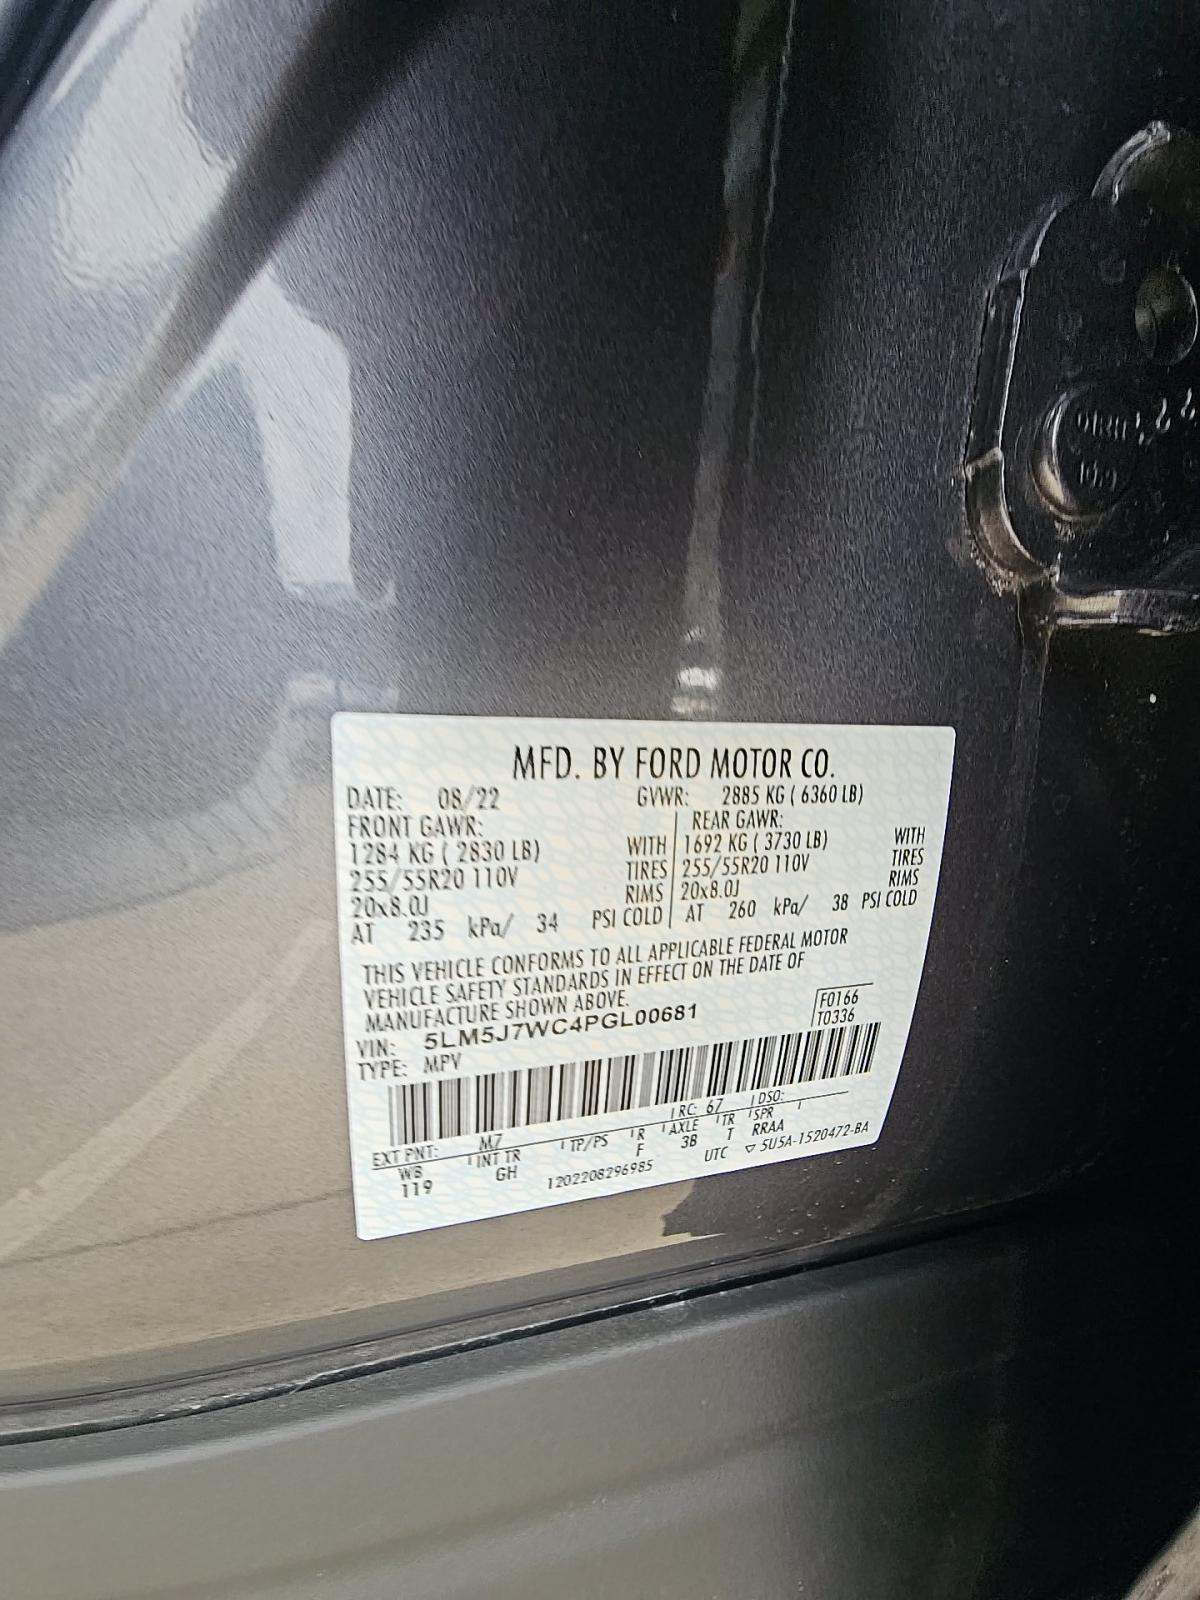 MFD. BY FORD MOTOR CO.
DATE: 08/22 GVWR: 2885 KG ( 6360 LB)
FRONT GAWR: REAR GAWR:
1284 KG ( 2830 LB) WITH 1692 KG ( 3730 LB) WITH
255/55R20 110V TIRES 255/55R20 110V TIRES
20x8.0J RIMS 20x8.0J RIMS
AT 235 kPa/ 34 PSI COLD AT 260 kPa/ 38 PSI COLD
THIS VEHICLE CONFORMS TO ALL APPLICABLE FEDERAL MOTOR
VEHICLE SAFETY STANDARDS IN EFFECT ON THE DATE OF
MANUFACTURE SHOWN ABOVE.
VIN: 5LM5J7WC4PGL00681
F0166
T0336
TYPE: MPV
EXT PNT: M7 RC: 67 DSO:
WB INT TR TP/PS R AXLE TR SPR
119 GH F 3B T RRAA
1202208296985 UTC ▽ 5U5A-1520472-BA